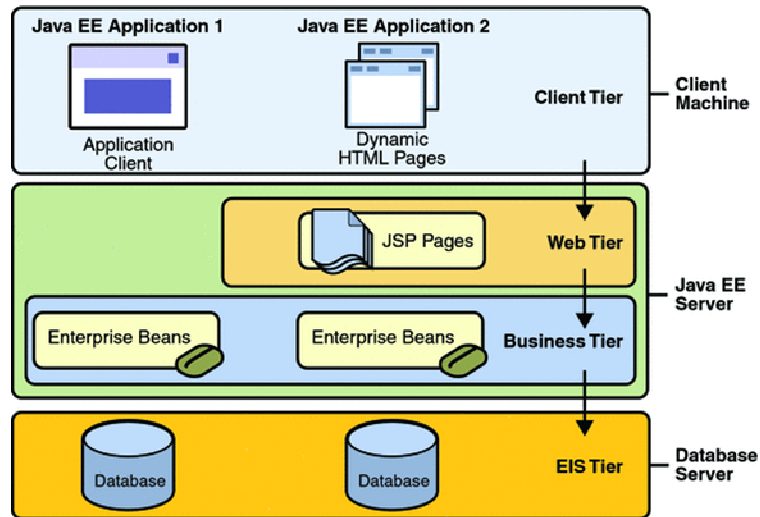 Java EE Application 1
Java EE Application 2
Application
Client
Dynamic
HTML Pages
Client Tier
Client
Machine
JSP Pages
Web Tier
Java EE
Server
Enterprise Beans
Enterprise Beans
Business Tier
Database
Database
EIS Tier
Database
Server